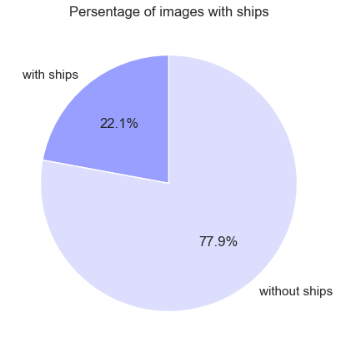 Persentage of images with ships
with ships
22.1%
77.9%
without ships